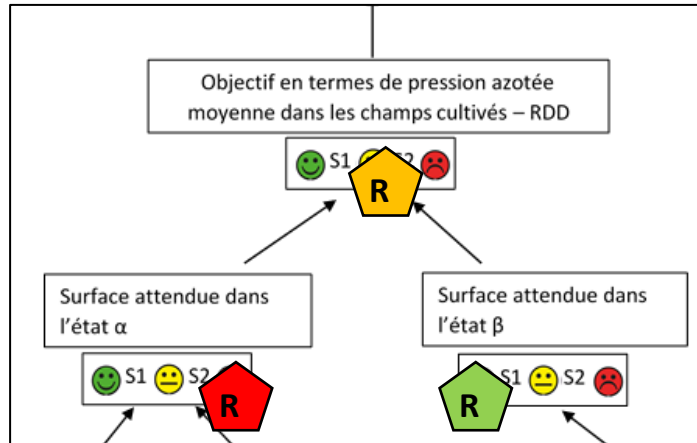 Objectif en termes de pression azotée
moyenne dans les champs cultivés – RDD
S1 S2
R
Surface attendue dans
l'état α
Surface attendue dans
l'état β
S1 S2
R
R
S1 S2